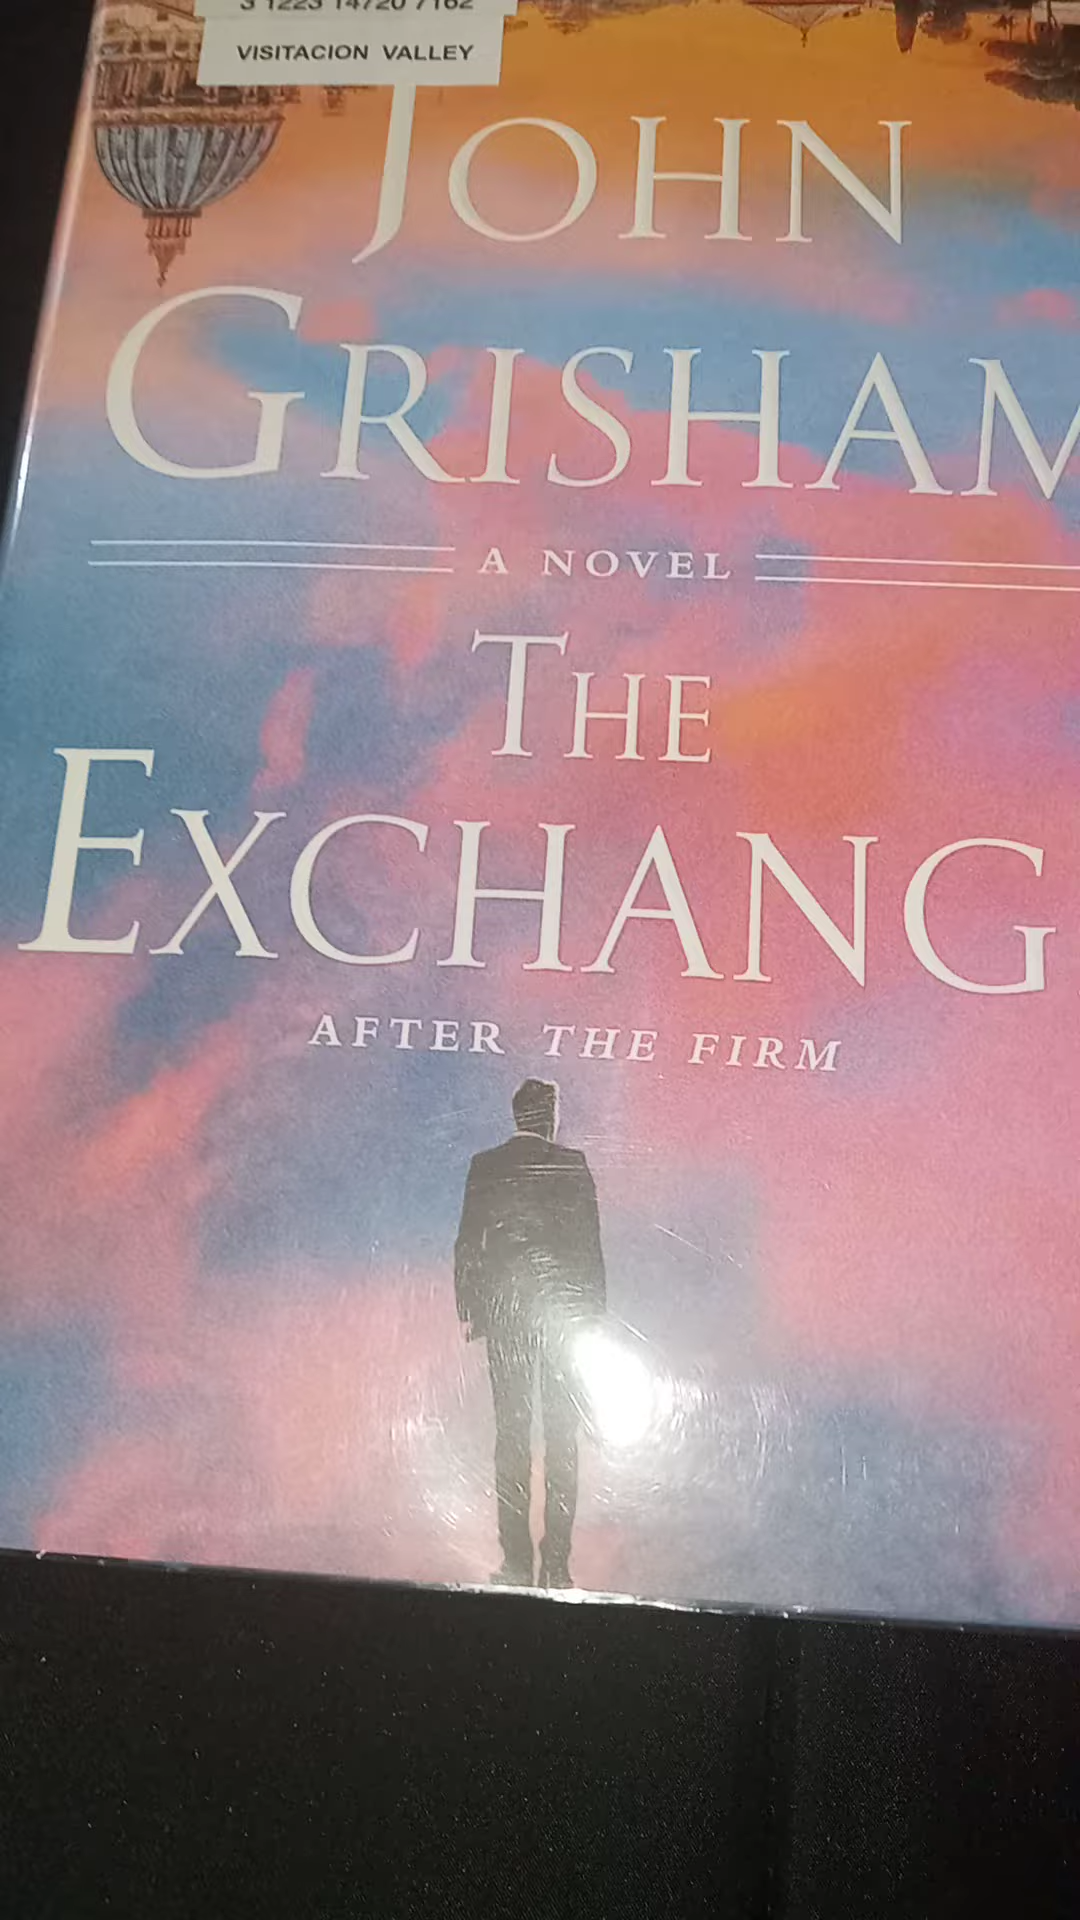 3 1223 14720 7162
VISITACION VALLEY
JOHN
GRISHAM
A NOVEL
THE
EXCHANG
AFTER THE FIRM